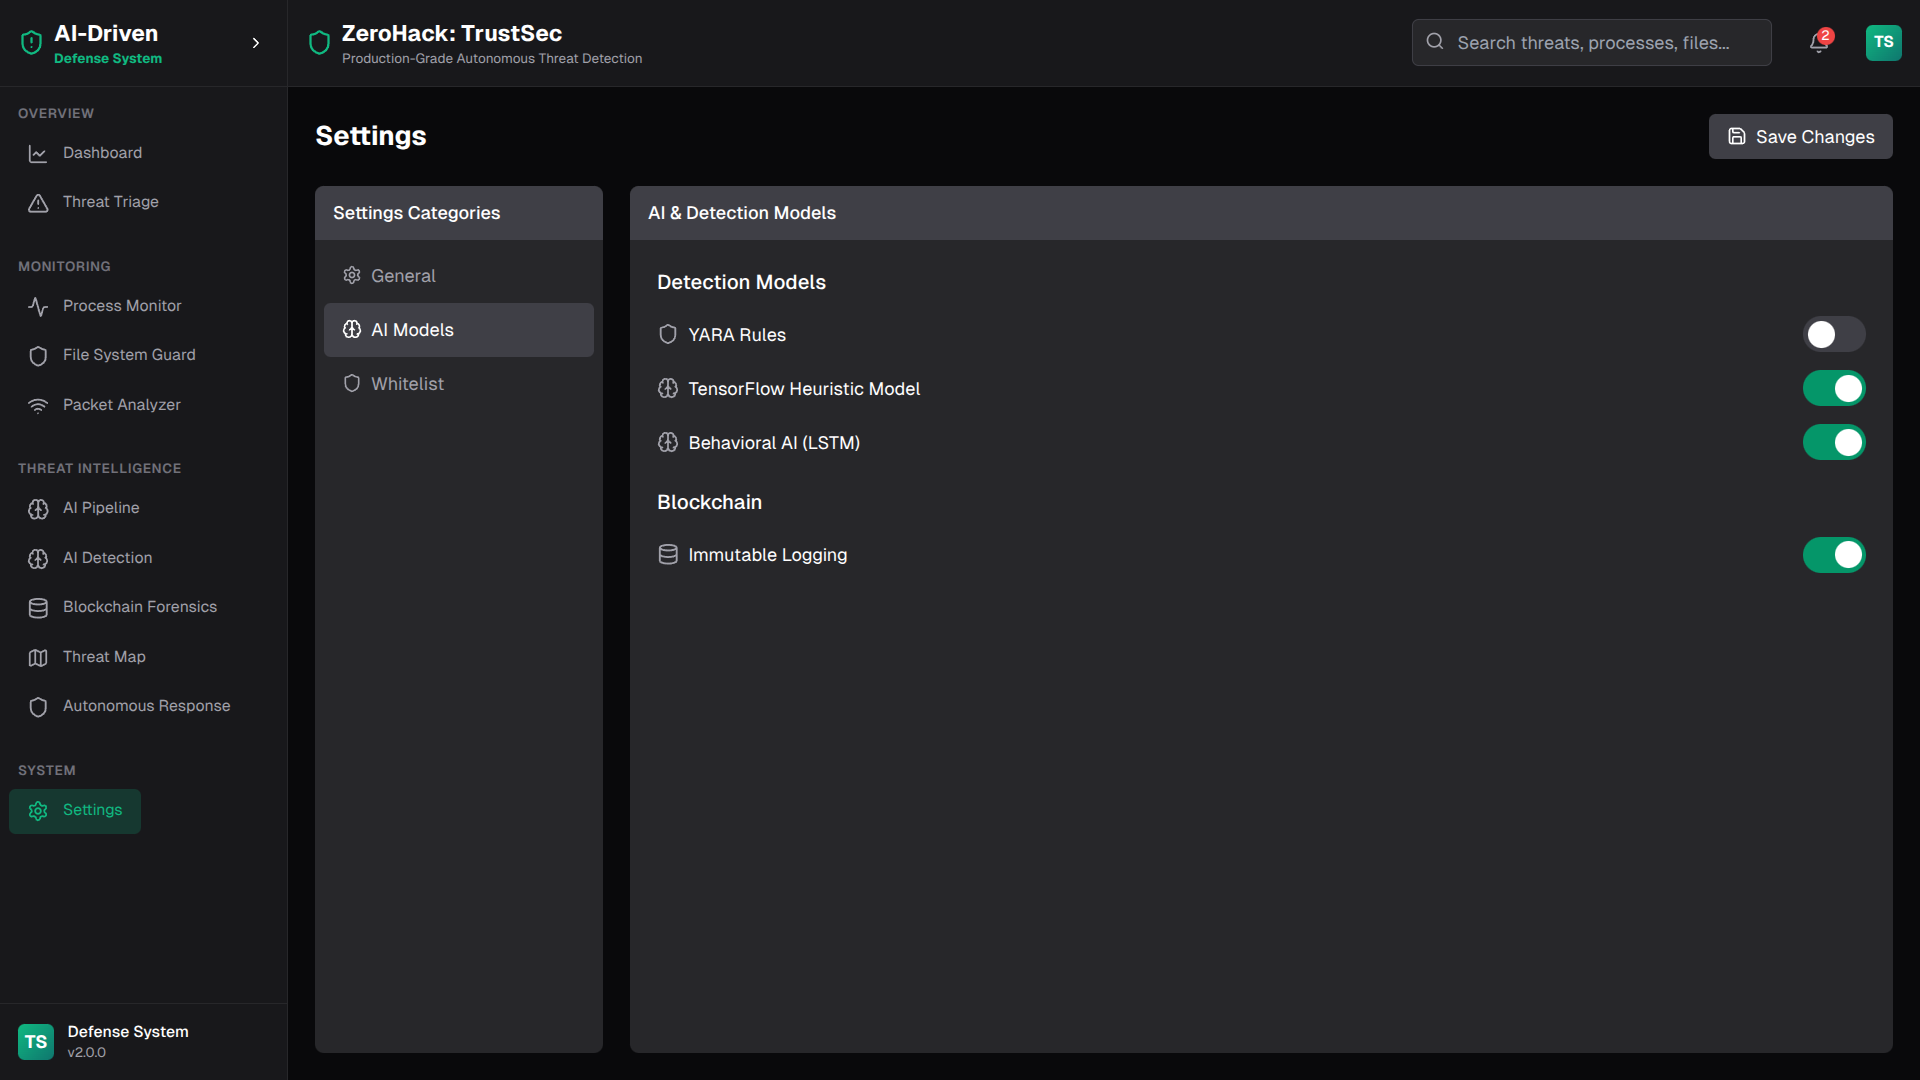 AI-Driven
Defense System
OVERVIEW
Dashboard
Threat Triage
MONITORING
Process Monitor
File System Guard
Packet Analyzer
THREAT INTELLIGENCE
AI Pipeline
AI Detection
Blockchain Forensics
Threat Map
Autonomous Response
SYSTEM
Settings
TS
Defense System
v2.0.0
ZeroHack: TrustSec
Production-Grade Autonomous Threat Detection
Search threats, processes, files...
2
TS
Settings
Save Changes
Settings Categories
General
AI Models
Whitelist
AI & Detection Models
Detection Models
YARA Rules
TensorFlow Heuristic Model
Behavioral AI (LSTM)
Blockchain
Immutable Logging